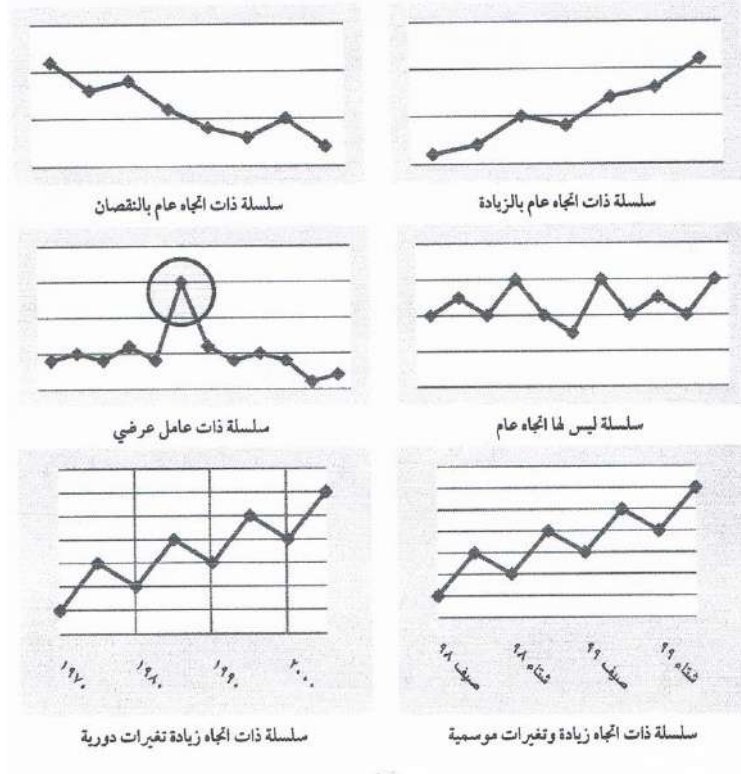 سلسلة ذات اتجاه عام بالزيادة
سلسلة ذات اتجاه عام بالنقصان
سلسلة ليس لها اتجاه عام
سلسلة ذات عامل عرضي
صيف ٩٨
شتاء ٩٨
صيف ٩٩
شتاء ٩٩
سلسلة ذات اتجاه زيادة وتغيرات موسمية
١٩٧٠
١٩٨٠
١٩٩٠
٢٠٠٠
سلسلة ذات اتجاه زيادة تغيرات دورية